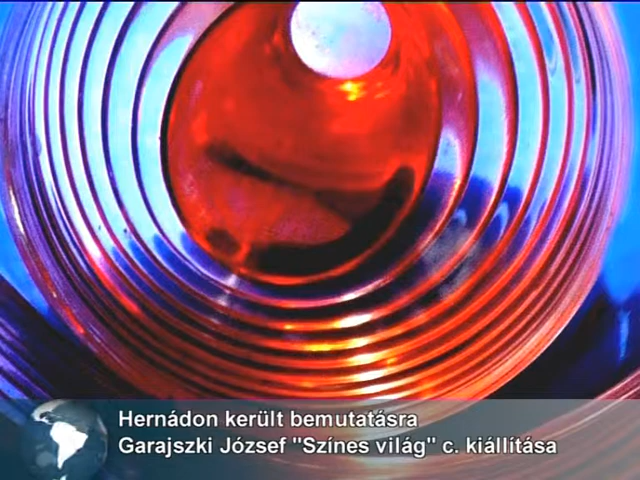 Hernádon került bemutatásra
Garajszki József "Színes világ" c. kiállítása